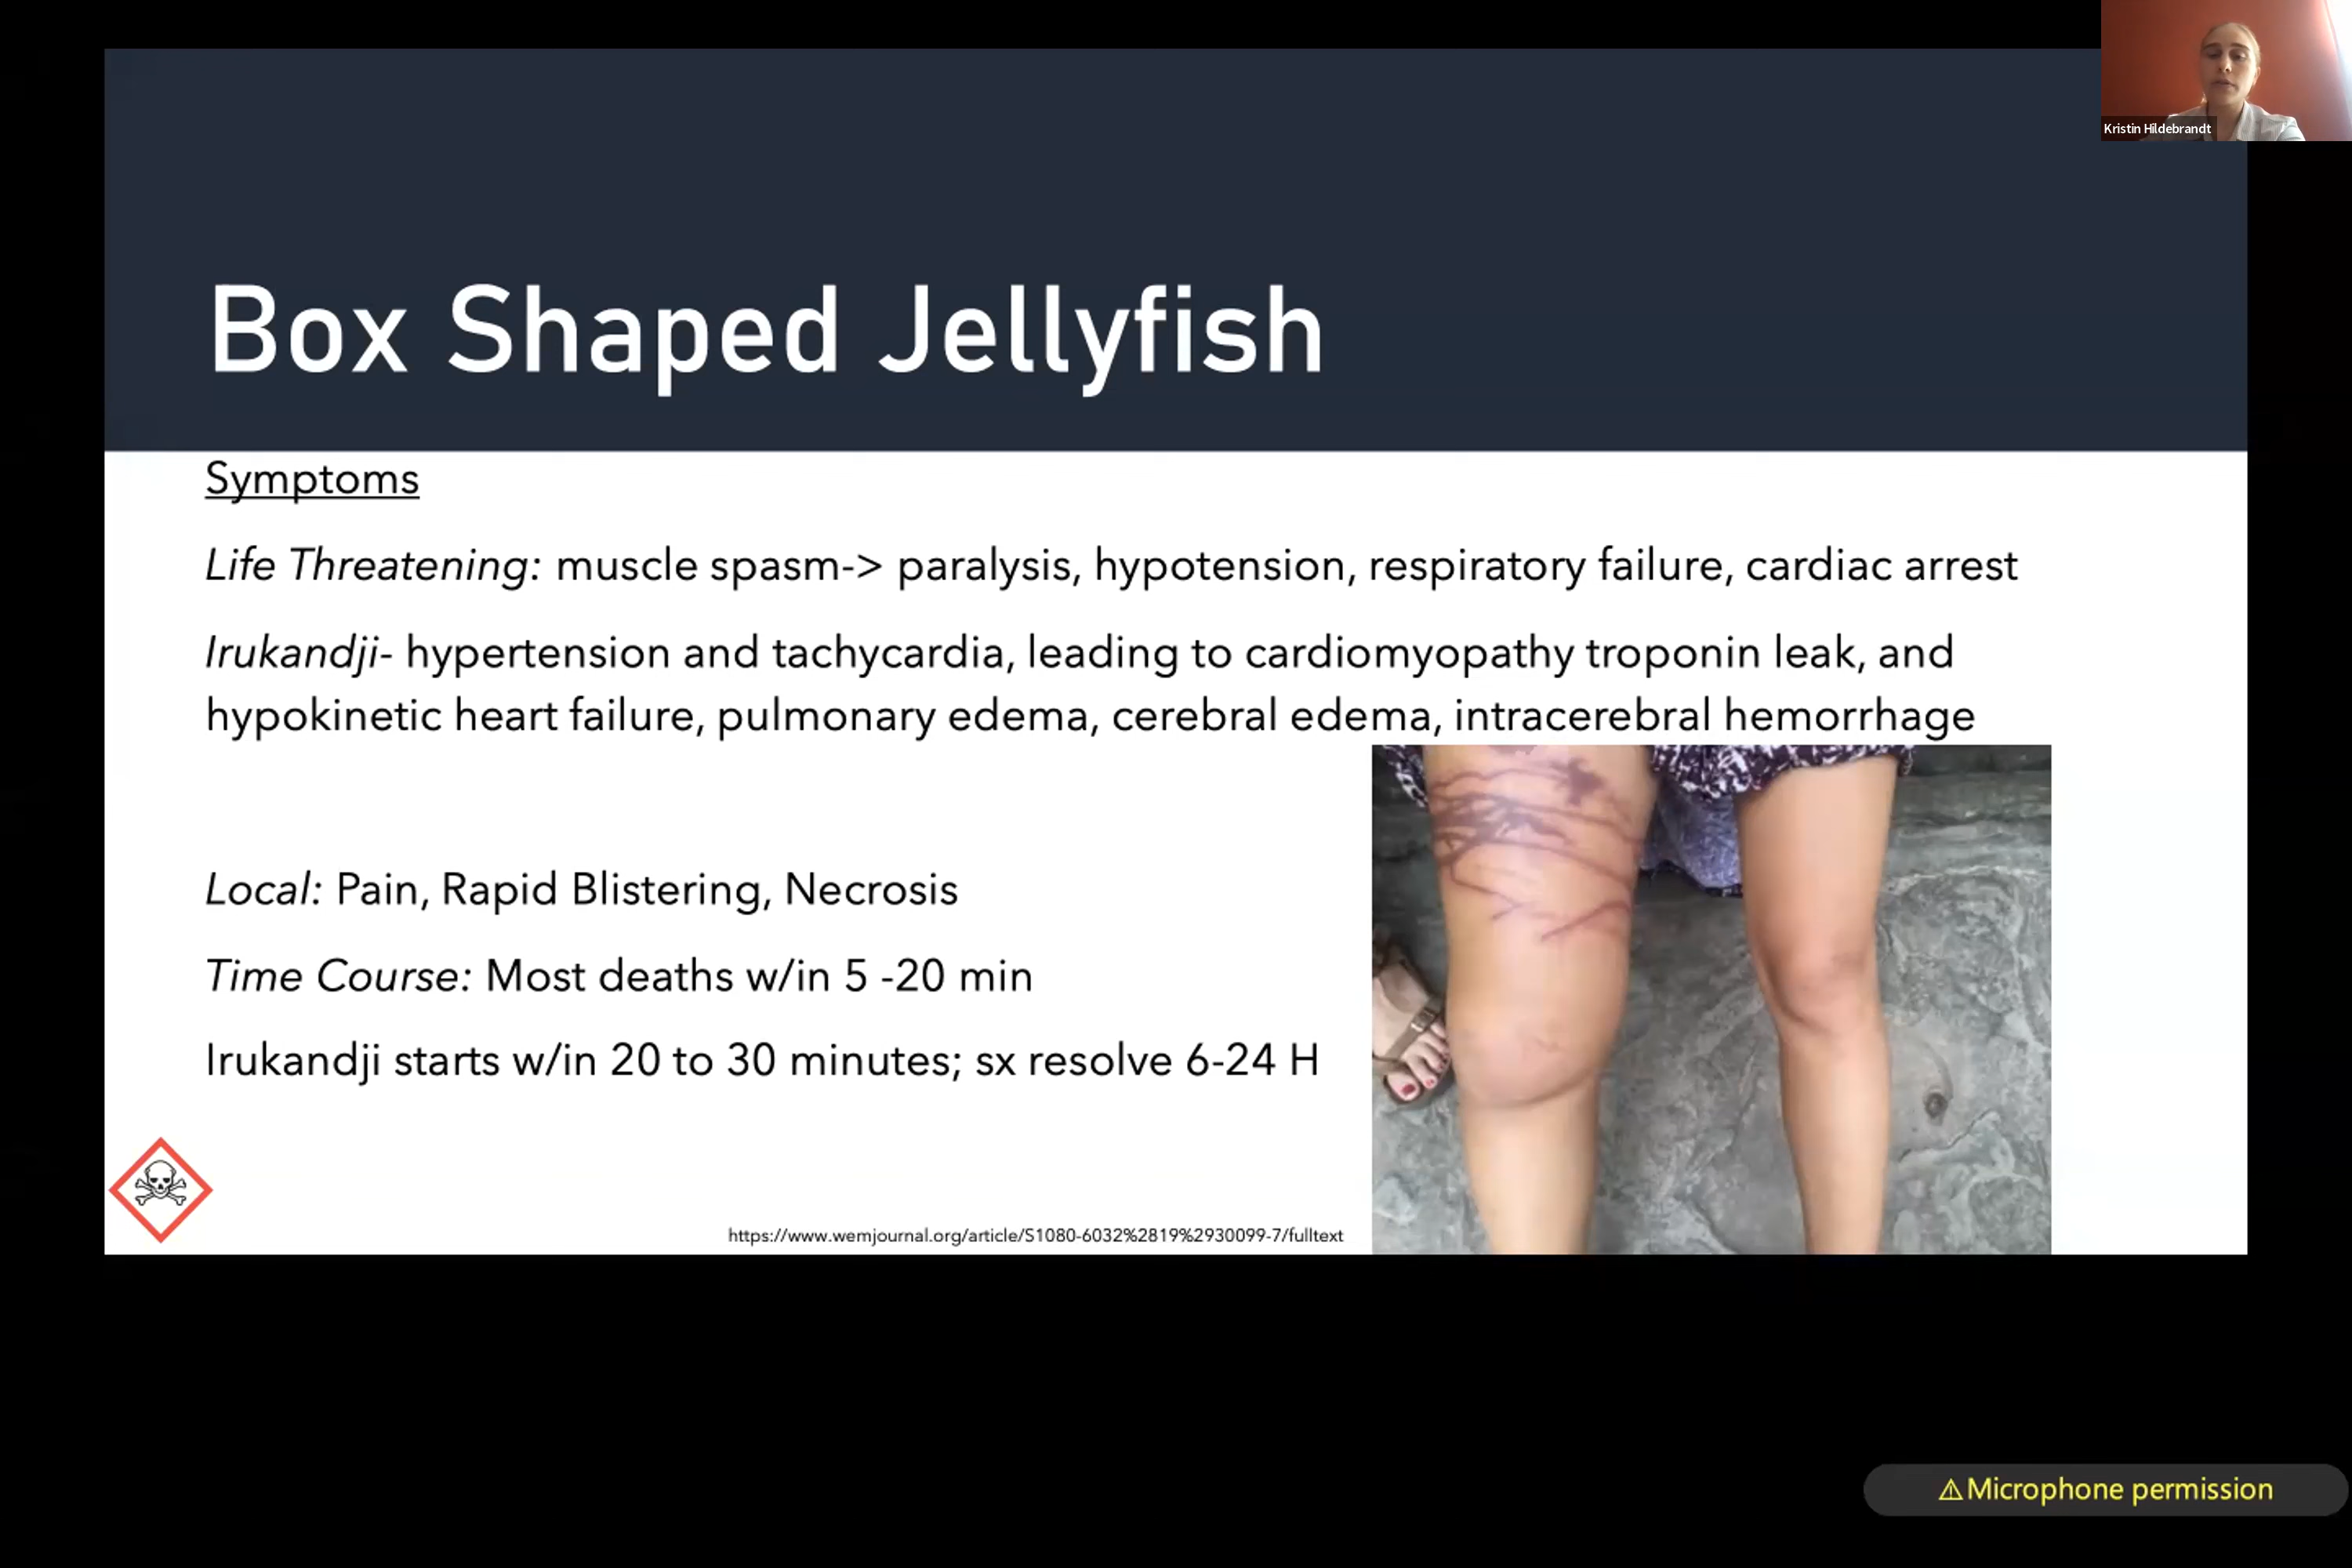 Kristin Hildebrandt
Box Shaped Jellyfish
Symptoms
Life Threatening: muscle spasm-> paralysis, hypotension, respiratory failure, cardiac arrest
Irukandji- hypertension and tachycardia, leading to cardiomyopathy troponin leak, and
hypokinetic heart failure, pulmonary edema, cerebral edema, intracerebral hemorrhage
Local: Pain, Rapid Blistering, Necrosis
Time Course: Most deaths w/in 5 -20 min
Irukandji starts w/in 20 to 30 minutes; sx resolve 6-24 H
https://www.wemjournal.org/article/S1080-6032%2819%2930099-7/fulltext
⚠Microphone permission